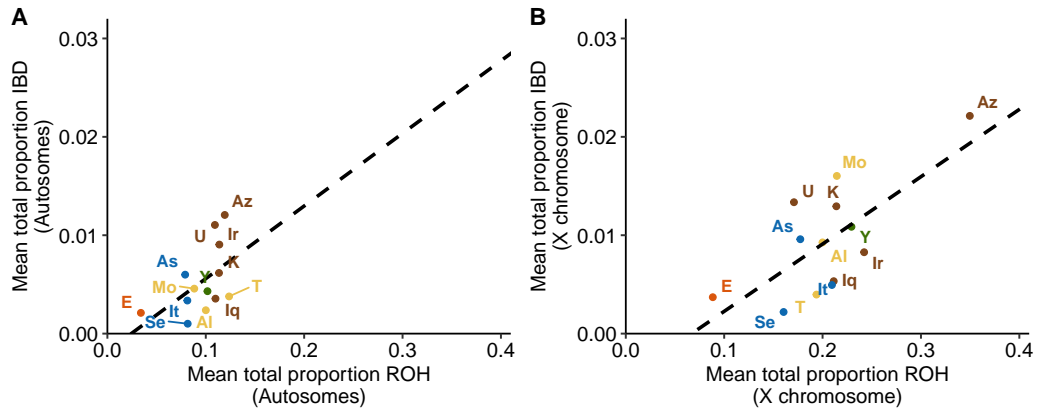 A
Mean total proportion IBD
(Autosomes)
0.03
0.02
0.01
0.00
Az
U
Ir
As
Y
K
Mo
T
E
It
Iq
Se
Al
0.0
0.1
0.2
0.3
0.4
Mean total proportion ROH
(Autosomes)
B
Mean total proportion IBD
(X chromosome)
0.03
0.02
0.01
0.00
Az
Mo
U
K
As
Y
Al
Ir
E
It
Iq
T
Se
0.0
0.1
0.2
0.3
0.4
Mean total proportion ROH
(X chromosome)